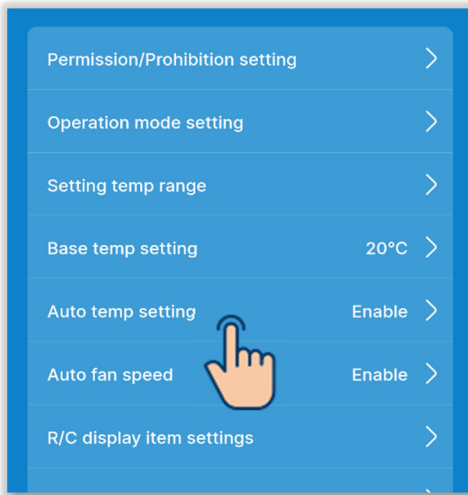 Permission/Prohibition setting
Operation mode setting
Setting temp range
Base temp setting 20°C
Auto temp setting Enable
Auto fan speed Enable
R/C display item settings